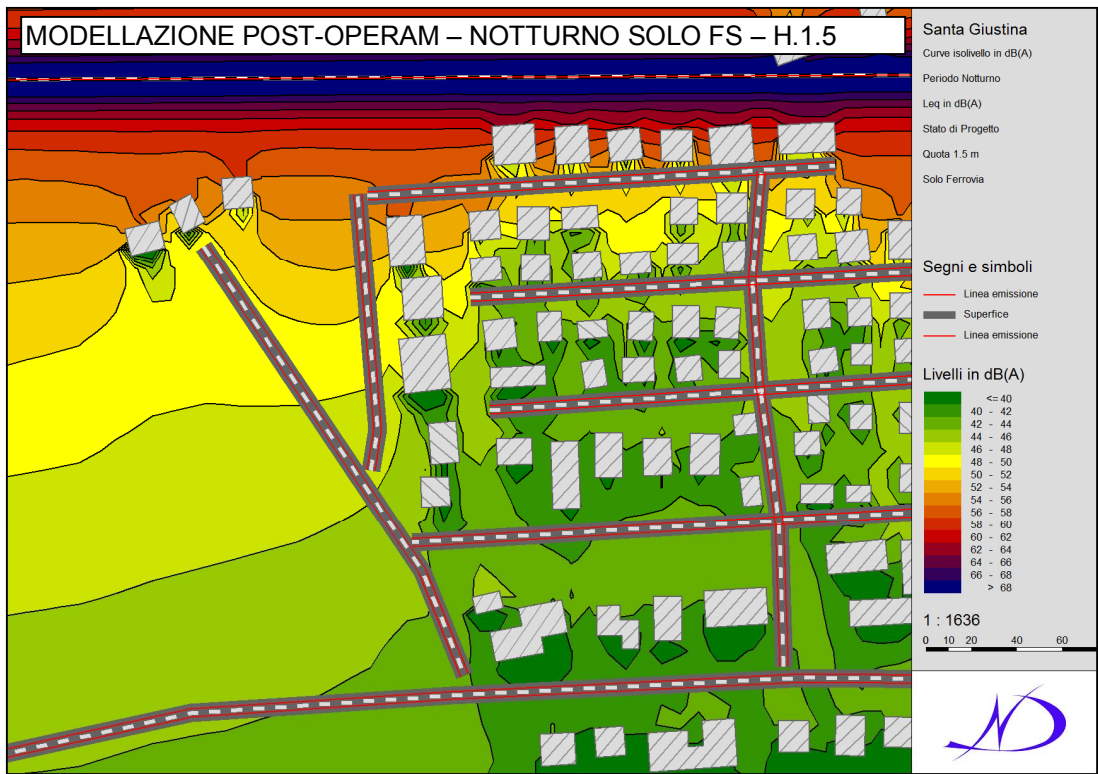 MODELLAZIONE POST-OPERAM – NOTTURNO SOLO FS – H.1.5
Santa Giustina
Curve isolivello in dB(A)
Periodo Notturno
Leq in dB(A)
Stato di Progetto
Quota 1.5 m
Solo Ferrovia
Segni e simboli
Linea emissione
Superfice
Linea emissione
Livelli in dB(A)
<= 40
40 - 42
42 - 44
44 - 46
46 - 48
48 - 50
50 - 52
52 - 54
54 - 56
56 - 58
58 - 60
60 - 62
62 - 64
64 - 66
66 - 68
> 68
1 : 1636
0 10 20 40 60